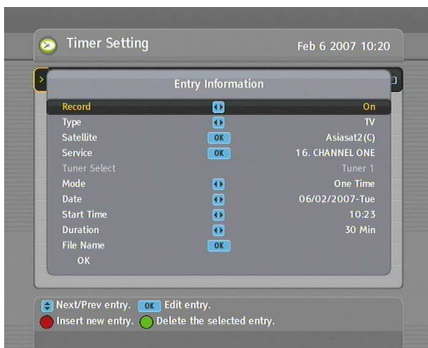 Timer Setting Feb 6 2007 10:20
Entry Information
Record On
Type TV
Satellite OK Asiasat2(C)
Service OK 16. CHANNEL ONE
Tuner Select Tuner 1
Mode One Time
Date 06/02/2007-Tue
Start Time 10:23
Duration 30 Min
File Name OK
OK
Next/Prev entry. OK Edit entry.
Insert new entry. Delete the selected entry.